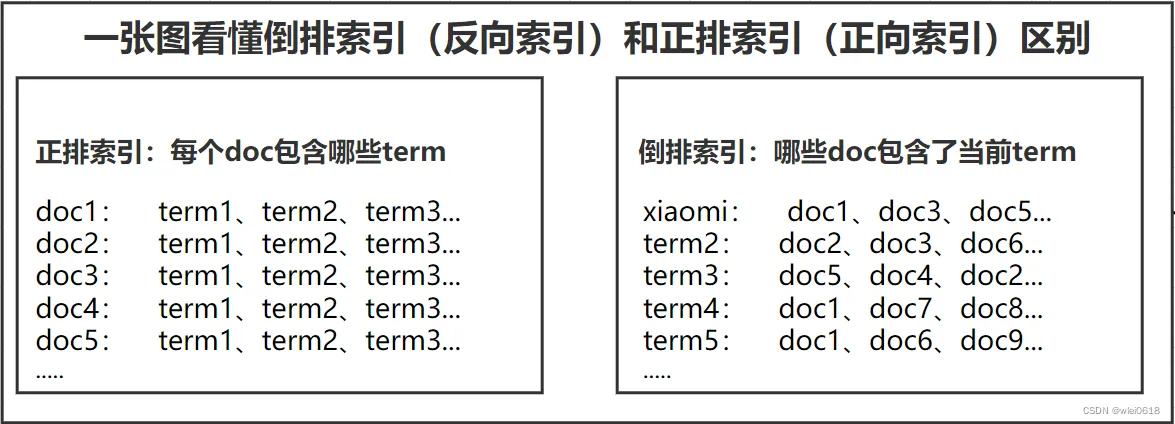 一张图看懂倒排索引（反向索引）和正排索引（正向索引）区别
正排索引：每个doc包含哪些term
doc1： term1、term2、term3...
doc2： term1、term2、term3...
doc3： term1、term2、term3...
doc4： term1、term2、term3...
doc5： term1、term2、term3...
.....
倒排索引：哪些doc包含了当前term
xiaomi： doc1、doc3、doc5...
term2： doc2、doc3、doc6...
term3： doc5、doc4、doc2...
term4： doc1、doc7、doc8...
term5： doc1、doc6、doc9...
.....
CSDN @wlei0618